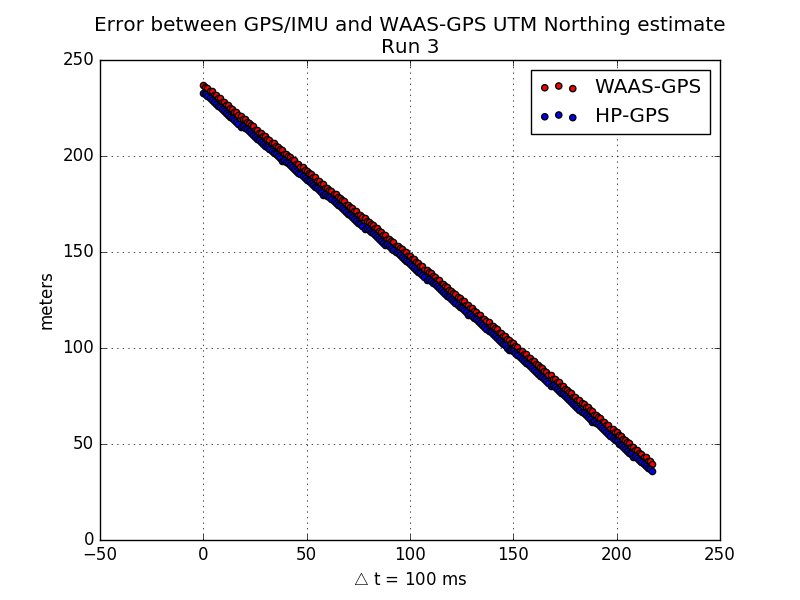 Error between GPS/IMU and WAAS-GPS UTM Northing estimate
Run 3
250
200
150
100
50
0
meters
WAAS-GPS
HP-GPS
−50
0
50
100
150
200
250
△ t = 100 ms